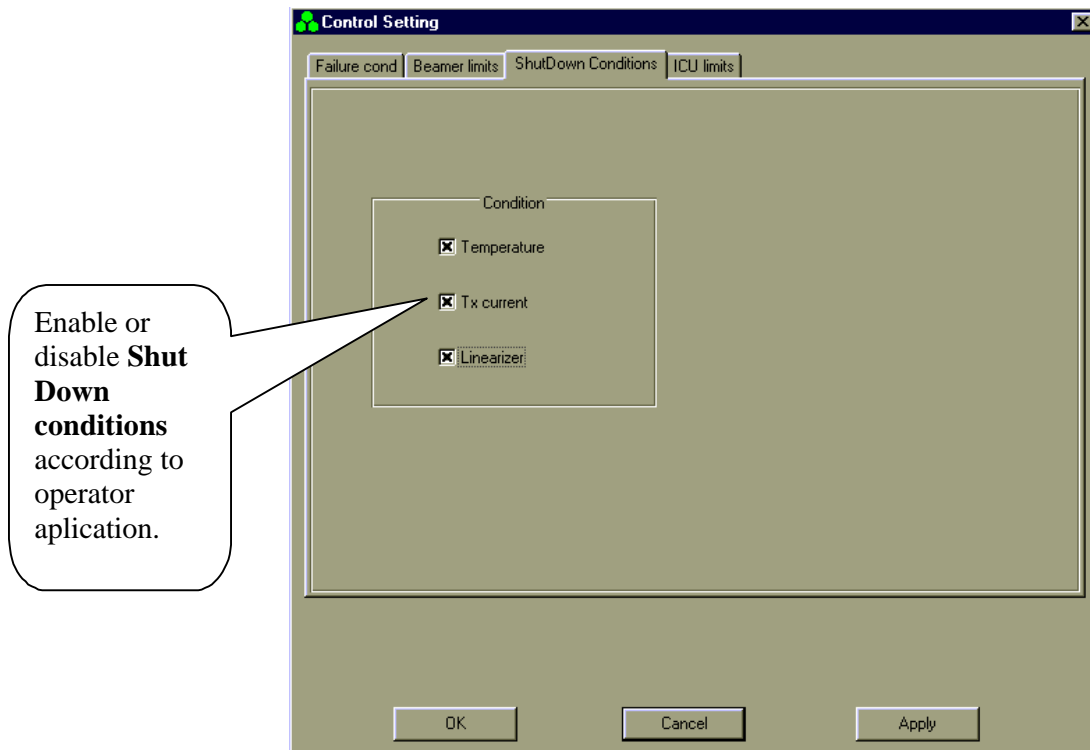 Control Setting
Failure cond Beamer limits ShutDown Conditions ICU limits
Condition
Temperature
Tx current
Linearizer
Enable or
disable Shut
Down
conditions
according to
operator
aplication.
OK Cancel Apply